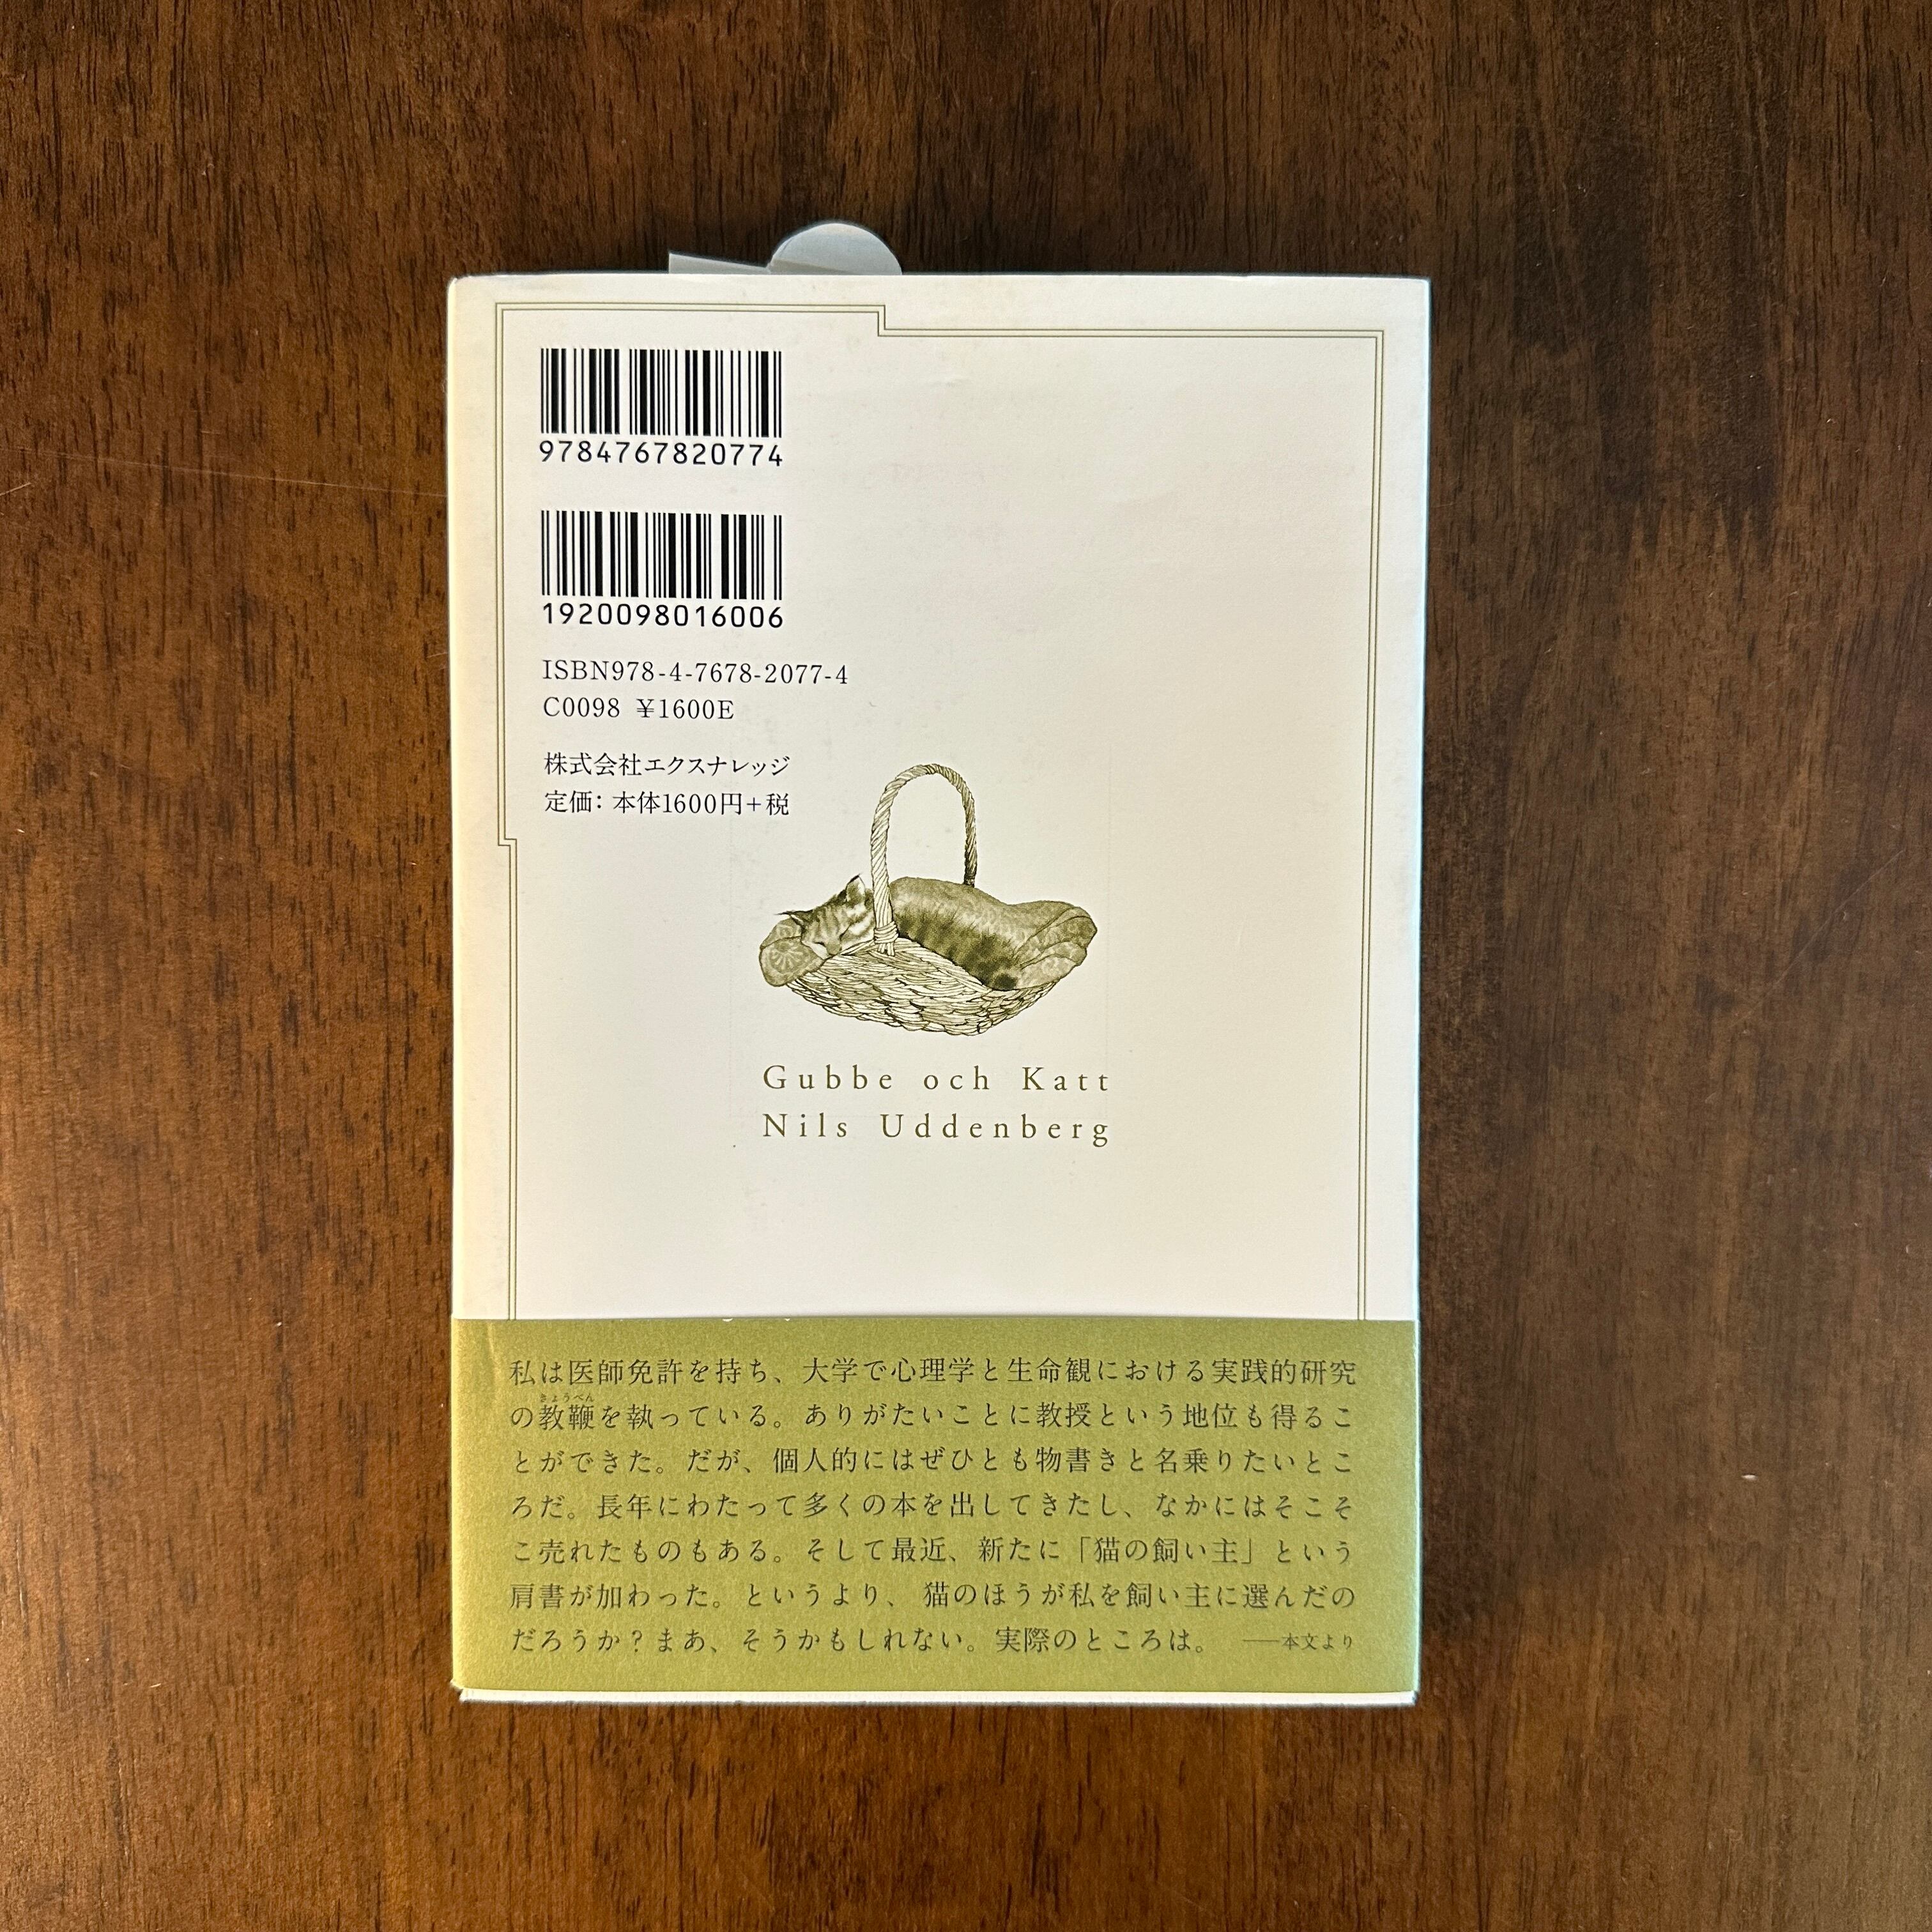 9784767820774
1920098016006
ISBN978-4-7678-2077-4
C0098 ¥1600E
株式会社エクスナレッジ
定価：本体1600円+税
Gubbe och Katt
Nils Uddenberg
私は医師免許を持ち、大学で心理学と生命観における実践的研究
きょうべん
の教鞭を執っている。ありがたいことに教授という地位も得るこ
とができた。だが、個人的にはぜひとも物書きと名乗りたいとこ
ろだ。長年にわたって多くの本を出してきたし、なかにはそこそ
こ売れたものもある。そして最近、新たに「猫の飼い主」という
肩書が加わった。というより、猫のほうが私を飼い主に選んだの
だろうか？まあ、そうかもしれない。実際のところは。 ──本文より